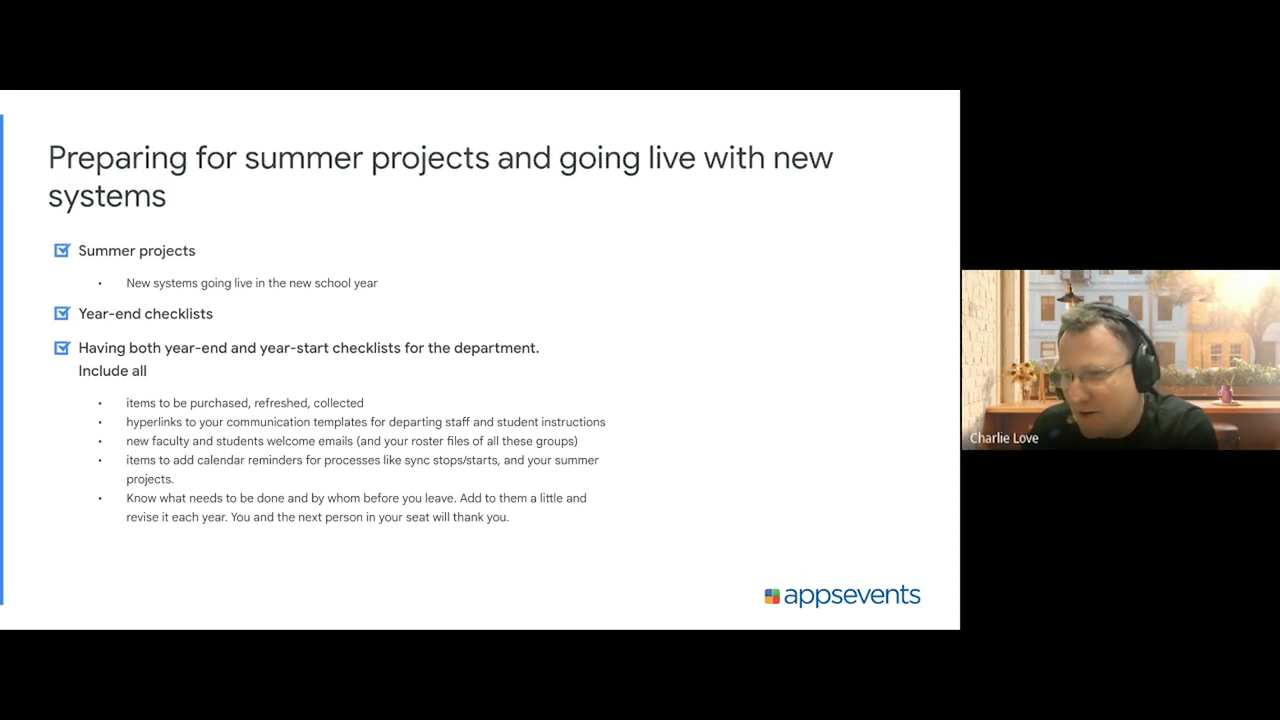 Preparing for summer projects and going live with new
systems
Summer projects
• New systems going live in the new school year
Year-end checklists
Having both year-end and year-start checklists for the department.
Include all
• items to be purchased, refreshed, collected
• hyperlinks to your communication templates for departing staff and student instructions
• new faculty and students welcome emails (and your roster files of all these groups)
• items to add calendar reminders for processes like sync stops/starts, and your summer
projects.
• Know what needs to be done and by whom before you leave. Add to them a little and
revise it each year. You and the next person in your seat will thank you.
appsevents
Charlie Love